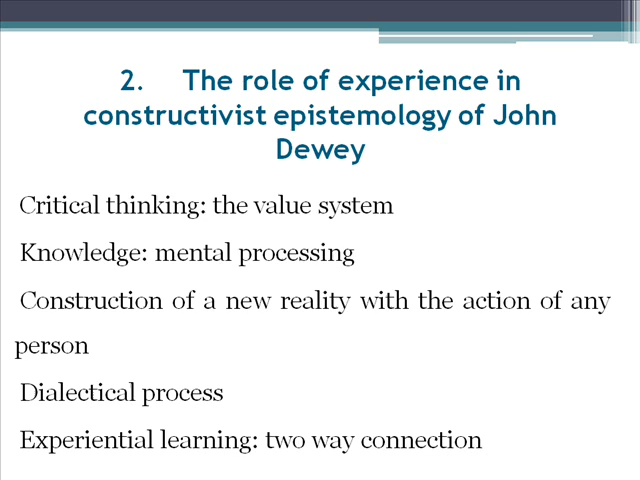 2. The role of experience in
constructivist epistemology of John
Dewey
Critical thinking: the value system
Knowledge: mental processing
Construction of a new reality with the action of any
person
Dialectical process
Experiential learning: two way connection